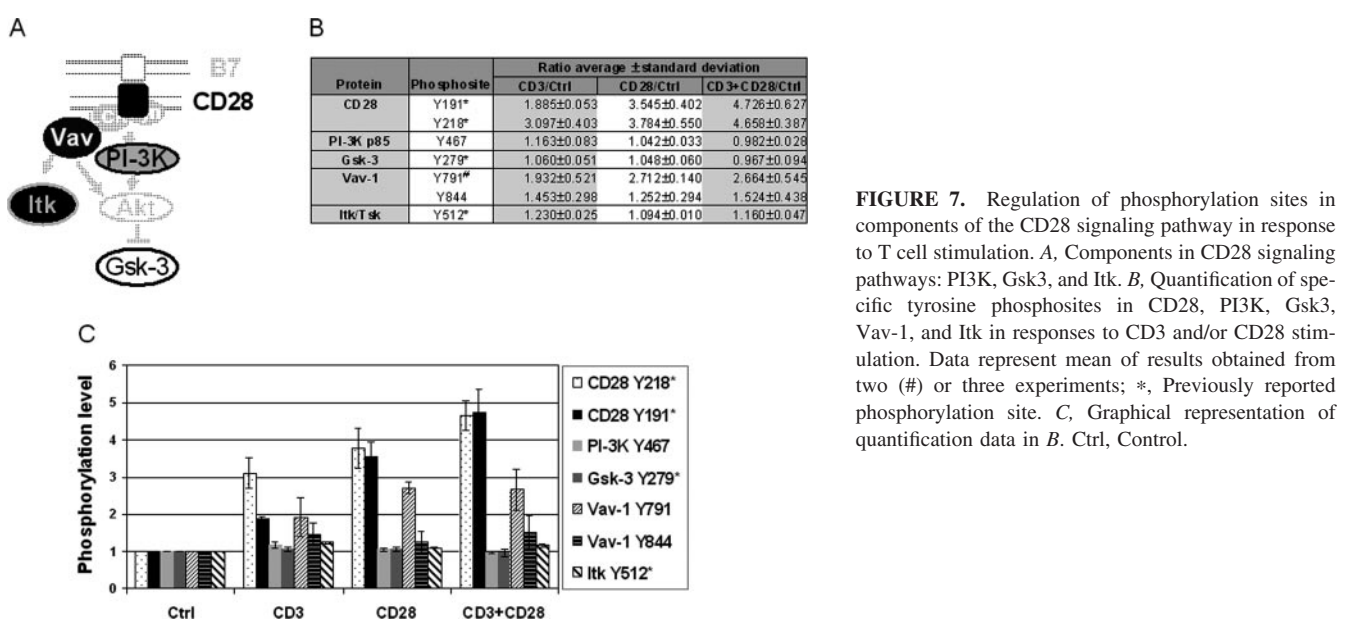 A
B7
CD28
Vav
PI-3K
Itk
Akt
Gsk-3
B
Ratio average ±standard deviation
Protein Phosphosite CD3/Ctrl CD28/Ctrl CD3+CD28/Ctrl
CD28 Y191* 1.885±0.053 3.545±0.402 4.726±0.627
Y218* 3.097±0.403 3.784±0.550 4.658±0.387
PI-3K p85 Y467 1.163±0.083 1.042±0.033 0.982±0.028
Gsk-3 Y279* 1.060±0.051 1.048±0.060 0.967±0.094
Vav-1 Y791# 1.932±0.521 2.712±0.140 2.664±0.545
Y844 1.453±0.298 1.252±0.294 1.524±0.438
Itk/Tsk Y512* 1.230±0.025 1.094±0.010 1.160±0.047
C
Phosphorylation level
6
5
4
3
2
1
0
Ctrl CD3 CD28 CD3+CD28
CD28 Y218*
CD28 Y191*
PI-3K Y467
Gsk-3 Y279*
Vav-1 Y791
Vav-1 Y844
Itk Y512*
FIGURE 7. Regulation of phosphorylation sites in
components of the CD28 signaling pathway in response
to T cell stimulation. A, Components in CD28 signaling
pathways: PI3K, Gsk3, and Itk. B, Quantification of spe-
cific tyrosine phosphosites in CD28, PI3K, Gsk3,
Vav-1, and Itk in responses to CD3 and/or CD28 stim-
ulation. Data represent mean of results obtained from
two (#) or three experiments; *, Previously reported
phosphorylation site. C, Graphical representation of
quantification data in B. Ctrl, Control.